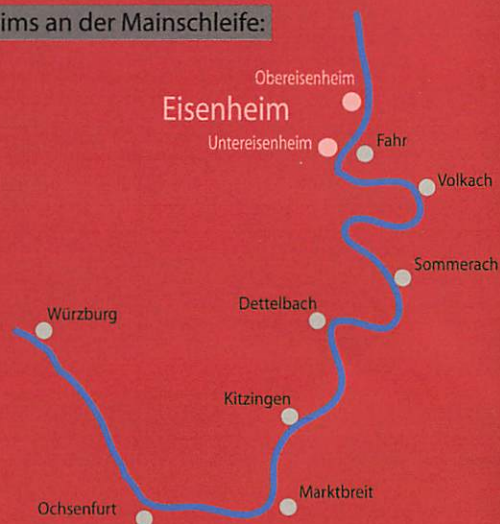 ims an der Mainschleife:
Obereisenheim
Eisenheim
Untereisenheim
Fahr
Volkach
Sommerach
Dettelbach
Würzburg
Kitzingen
Marktbreit
Ochsenfurt